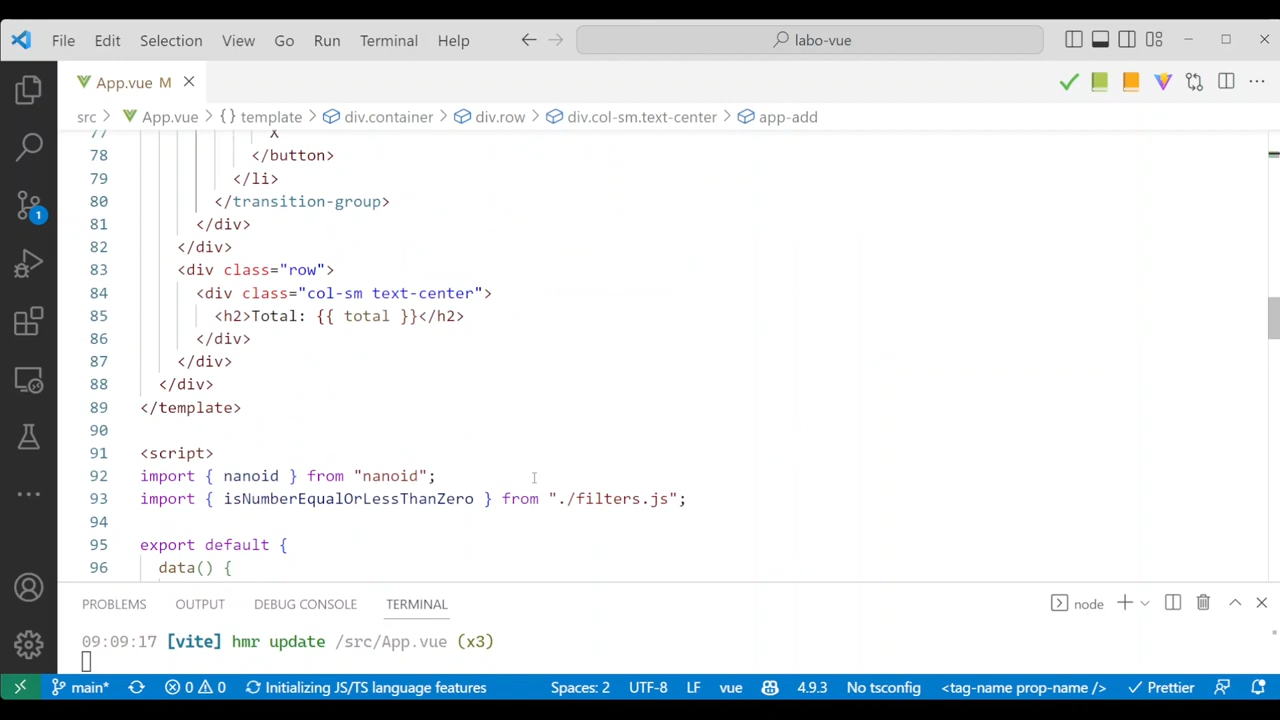 File Edit Selection View Go Run Terminal Help labo-vue
App.vue M
src > App.vue > {} template > div.container > div.row > div.col-sm.text-center > app-add
77 X
78 </button>
79 </li>
80 </transition-group>
81 </div>
82 </div>
83 <div class="row">
84 <div class="col-sm text-center">
85 <h2>Total: {{ total }}</h2>
86 </div>
87 </div>
88 </div>
89 </template>
90
91 <script>
92 import { nanoid } from "nanoid";
93 import { isNumberEqualOrLessThanZero } from "./filters.js";
94
95 export default {
96 data() {
PROBLEMS OUTPUT DEBUG CONSOLE TERMINAL node
09:09:17 [vite] hmr update /src/App.vue (x3)
1
main* 0 0 Initializing JS/TS language features Spaces: 2 UTF-8 LF vue 4.9.3 No tsconfig <tag-name prop-name /> Prettier